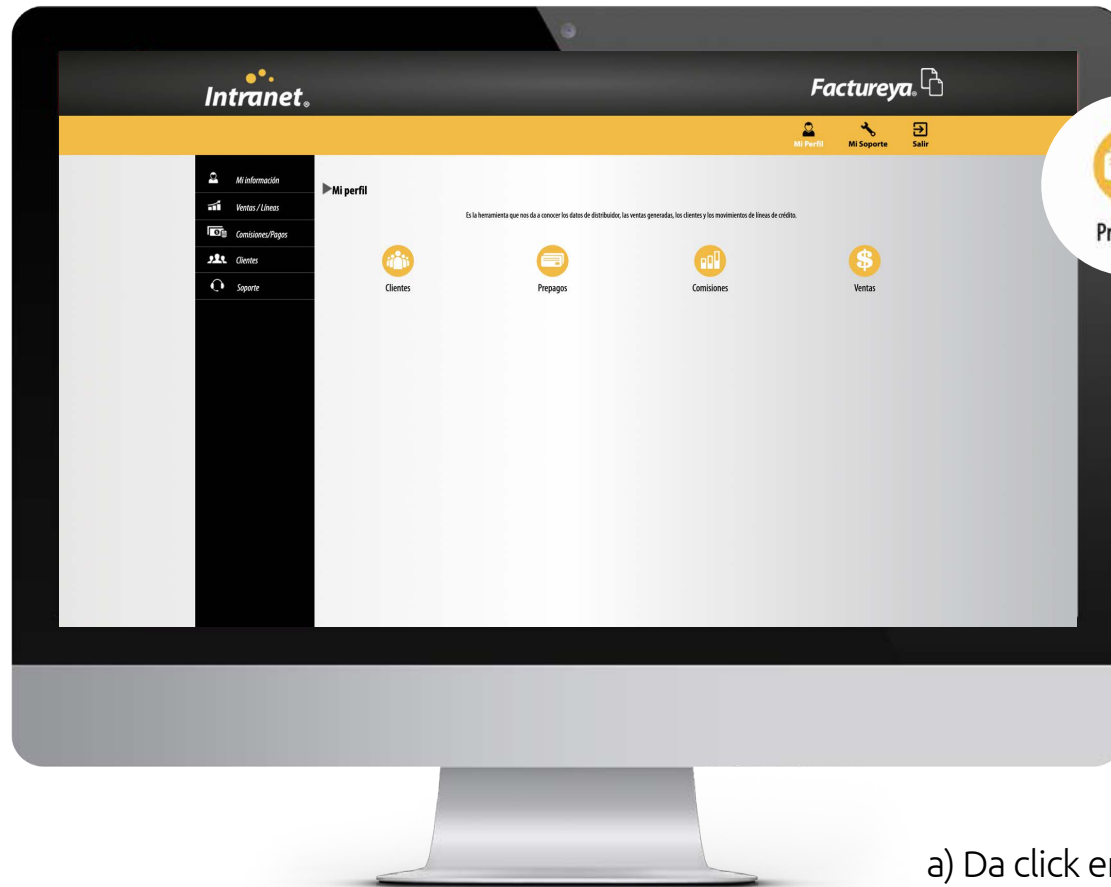 Intranet®
Factureya®
Mi Perfil
Mi Soporte
Salir
Mi información
Ventas / Líneas
Comisiones/Pagos
Clientes
Soporte
Mi perfil
Es la herramienta que nos da a conocer los datos de distribuidor, las ventas generadas, los clientes y los movimientos de líneas de crédito.
Clientes
Prepagos
Comisiones
Ventas
Pr
a) Da click en